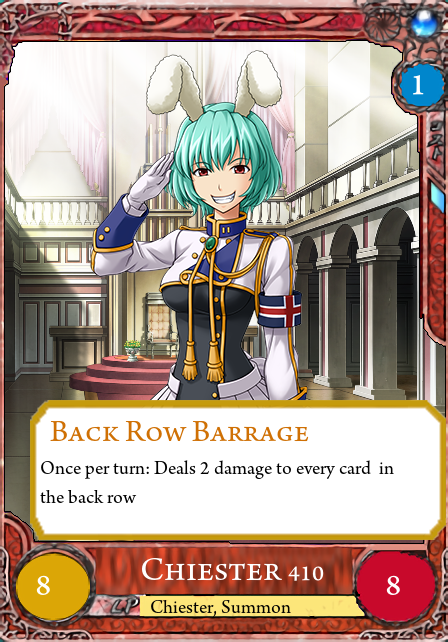 1
BACK ROW BARRAGE
Once per turn: Deals 2 damage to every card in
the back row
CHIESTER 410
8
8
LP
Chiester, Summon